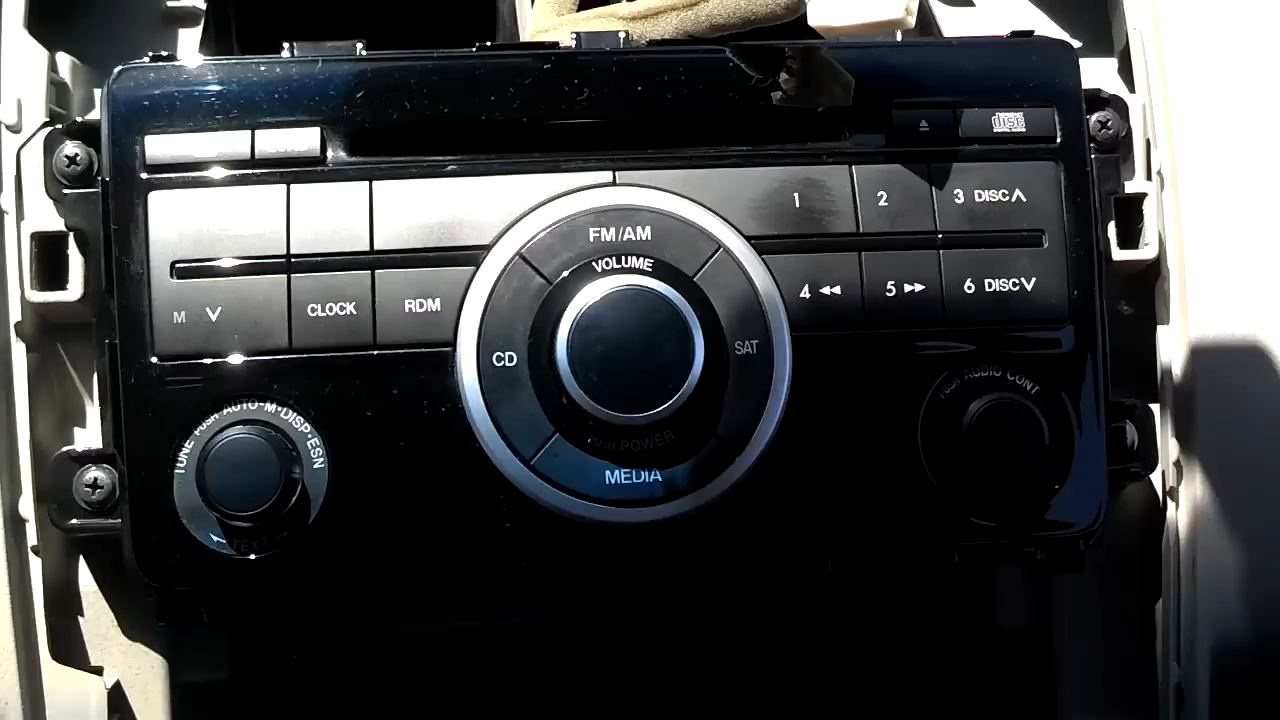 disc
1
2
3 DISC∧
FM/AM
VOLUME
M ∨
CLOCK
RDM
4 ◀◀
5 ▶▶
6 DISC∨
CD
SAT
PUSH POWER
MEDIA
TUNE PUSH AUTO-M•DISP•ESN
TEXT
PUSH AUDIO CONT